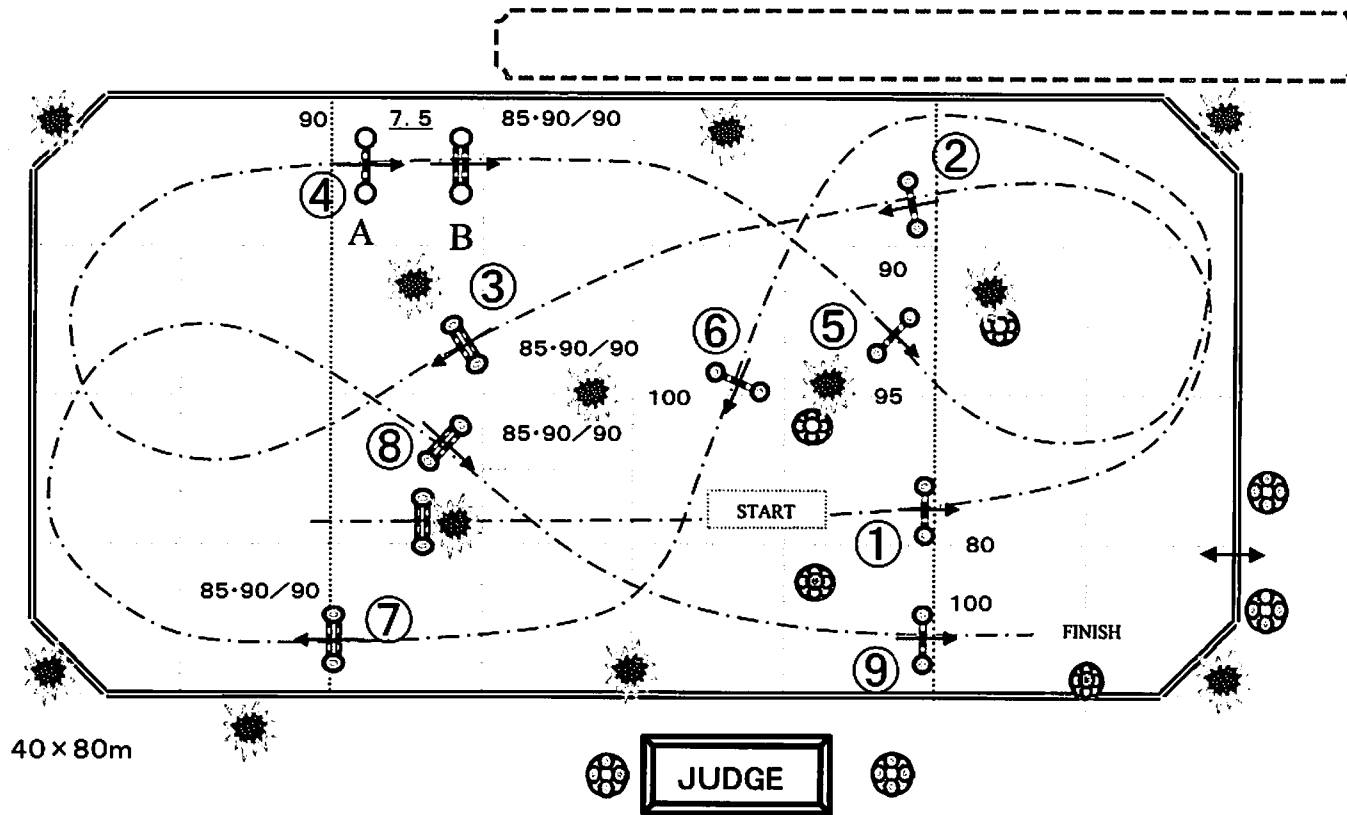 90 7.5 85・90／90
②
④
A B
③
90
⑥ ⑤
85・90／90
100 95
⑧ 85・90／90
START
① 80
85・90／90 ⑦ 100
FINISH
⑨
40×80m
JUDGE